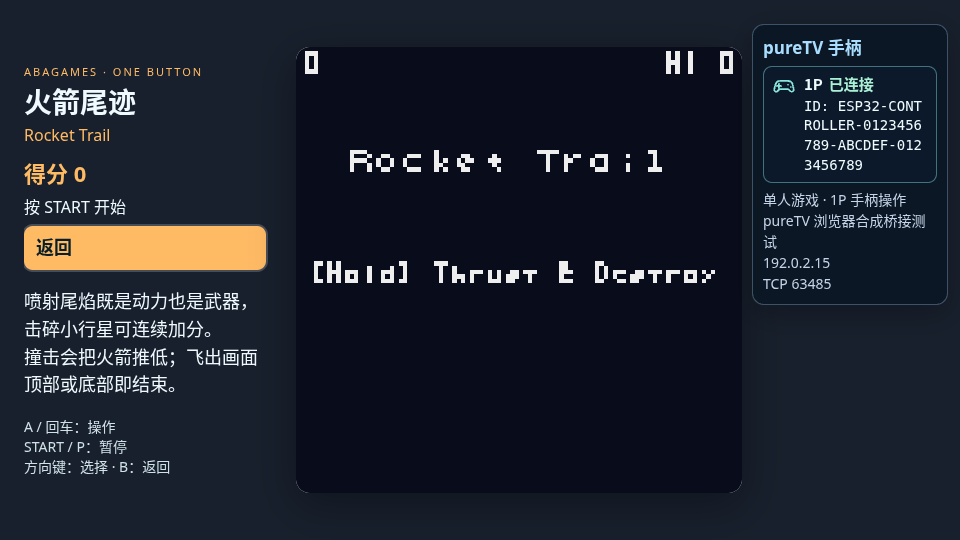 ABAGAMES · ONE BUTTON
火箭尾迹
Rocket Trail
得分 0
按 START 开始
返回
喷射尾焰既是动力也是武器，
击碎小行星可连续加分。
撞击会把火箭推低；飞出画面
顶部或底部即结束。
A / 回车：操作
START / P：暂停
方向键：选择 · B：返回
0
HI 0
Rocket Trail
[Hold] Thrust & Destroy
pureTV 手柄
1P 已连接
ID: ESP32-CONT
ROLLER-0123456
789-ABCDEF-012
3456789
单人游戏 · 1P 手柄操作
pureTV 浏览器合成桥接测
试
192.0.2.15
TCP 63485